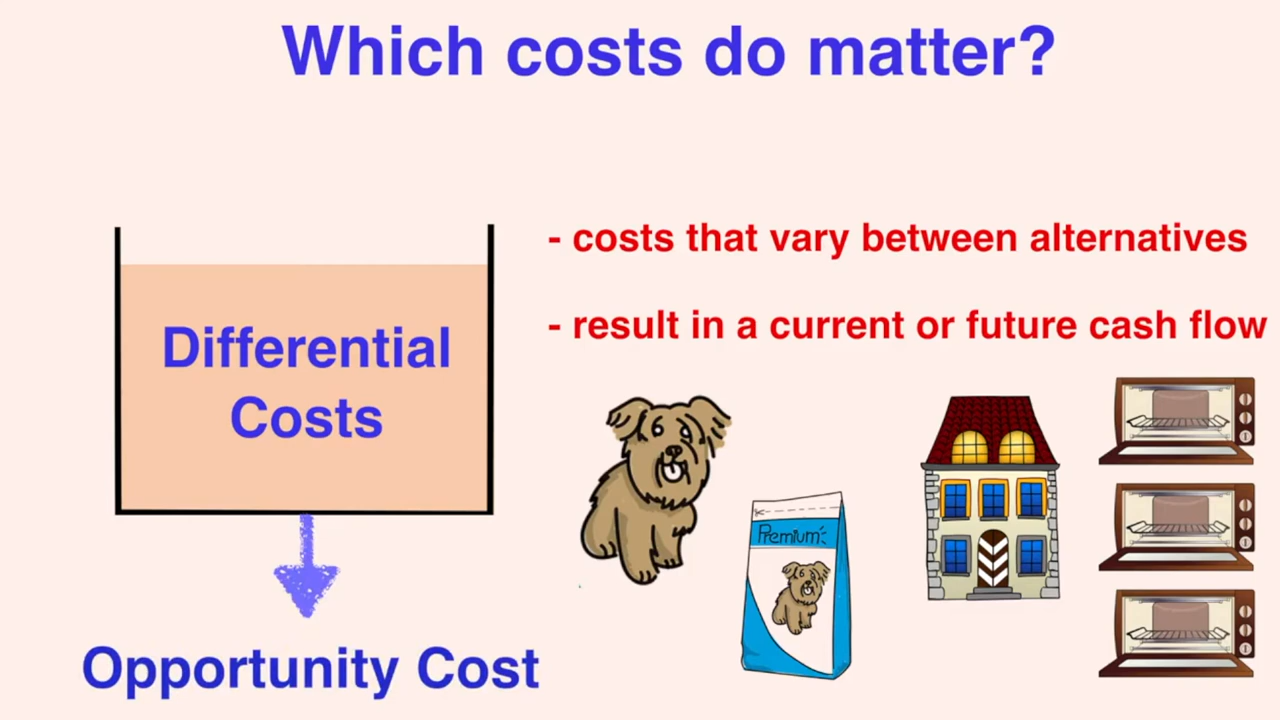 Which costs do matter?
- costs that vary between alternatives
- result in a current or future cash flow
Differential
Costs
Premium
Opportunity Cost